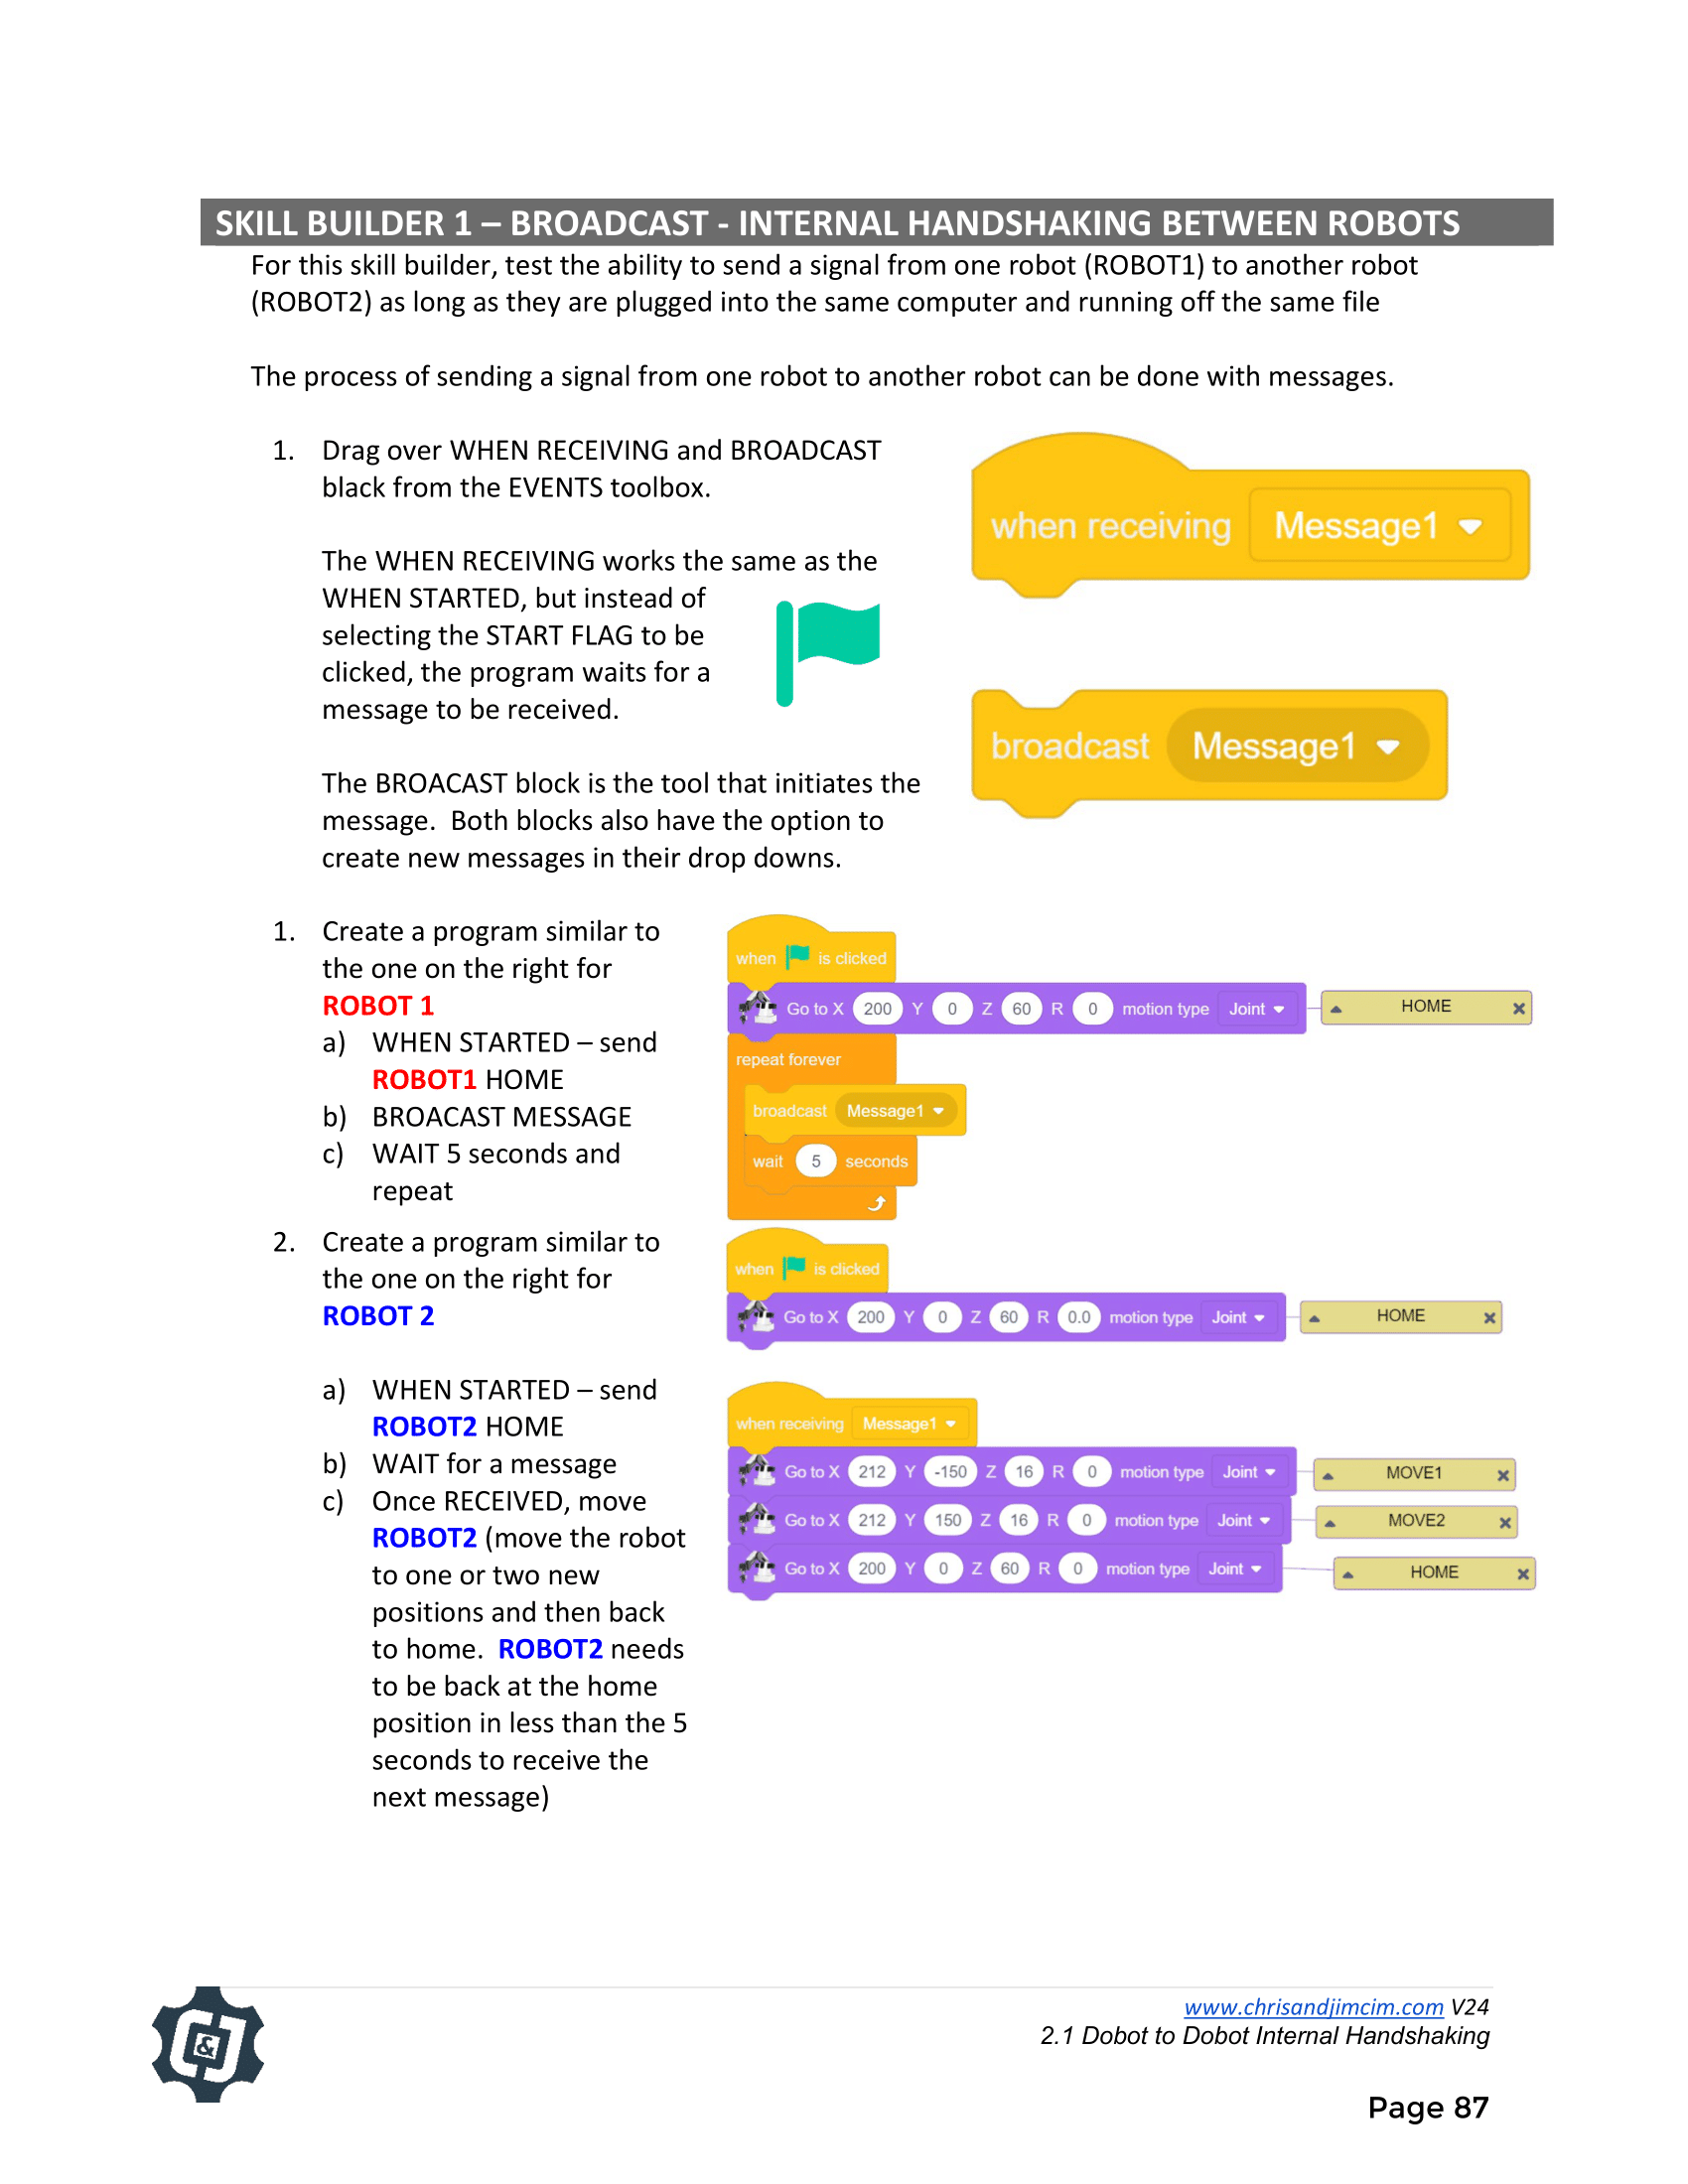 SKILL BUILDER 1 – BROADCAST - INTERNAL HANDSHAKING BETWEEN ROBOTS
For this skill builder, test the ability to send a signal from one robot (ROBOT1) to another robot
(ROBOT2) as long as they are plugged into the same computer and running off the same file
The process of sending a signal from one robot to another robot can be done with messages.
1. Drag over WHEN RECEIVING and BROADCAST
black from the EVENTS toolbox.
The WHEN RECEIVING works the same as the
WHEN STARTED, but instead of
selecting the START FLAG to be
clicked, the program waits for a
message to be received.
The BROACAST block is the tool that initiates the
message.  Both blocks also have the option to
create new messages in their drop downs.
when receiving Message1
broadcast Message1
1. Create a program similar to
the one on the right for
ROBOT 1
a) WHEN STARTED – send
ROBOT1 HOME
b) BROACAST MESSAGE
c) WAIT 5 seconds and
repeat
when is clicked
Go to X 200 Y 0 Z 60 R 0 motion type Joint HOME
repeat forever
broadcast Message1
wait 5 seconds
2. Create a program similar to
the one on the right for
ROBOT 2
a) WHEN STARTED – send
ROBOT2 HOME
b) WAIT for a message
c) Once RECEIVED, move
ROBOT2 (move the robot
to one or two new
positions and then back
to home.  ROBOT2 needs
to be back at the home
position in less than the 5
seconds to receive the
next message)
when is clicked
Go to X 200 Y 0 Z 60 R 0.0 motion type Joint HOME
when receiving Message1
Go to X 212 Y -150 Z 16 R 0 motion type Joint MOVE1
Go to X 212 Y 150 Z 16 R 0 motion type Joint MOVE2
Go to X 200 Y 0 Z 60 R 0 motion type Joint HOME
C&J
www.chrisandjimcim.com V24
2.1 Dobot to Dobot Internal Handshaking
Page 87